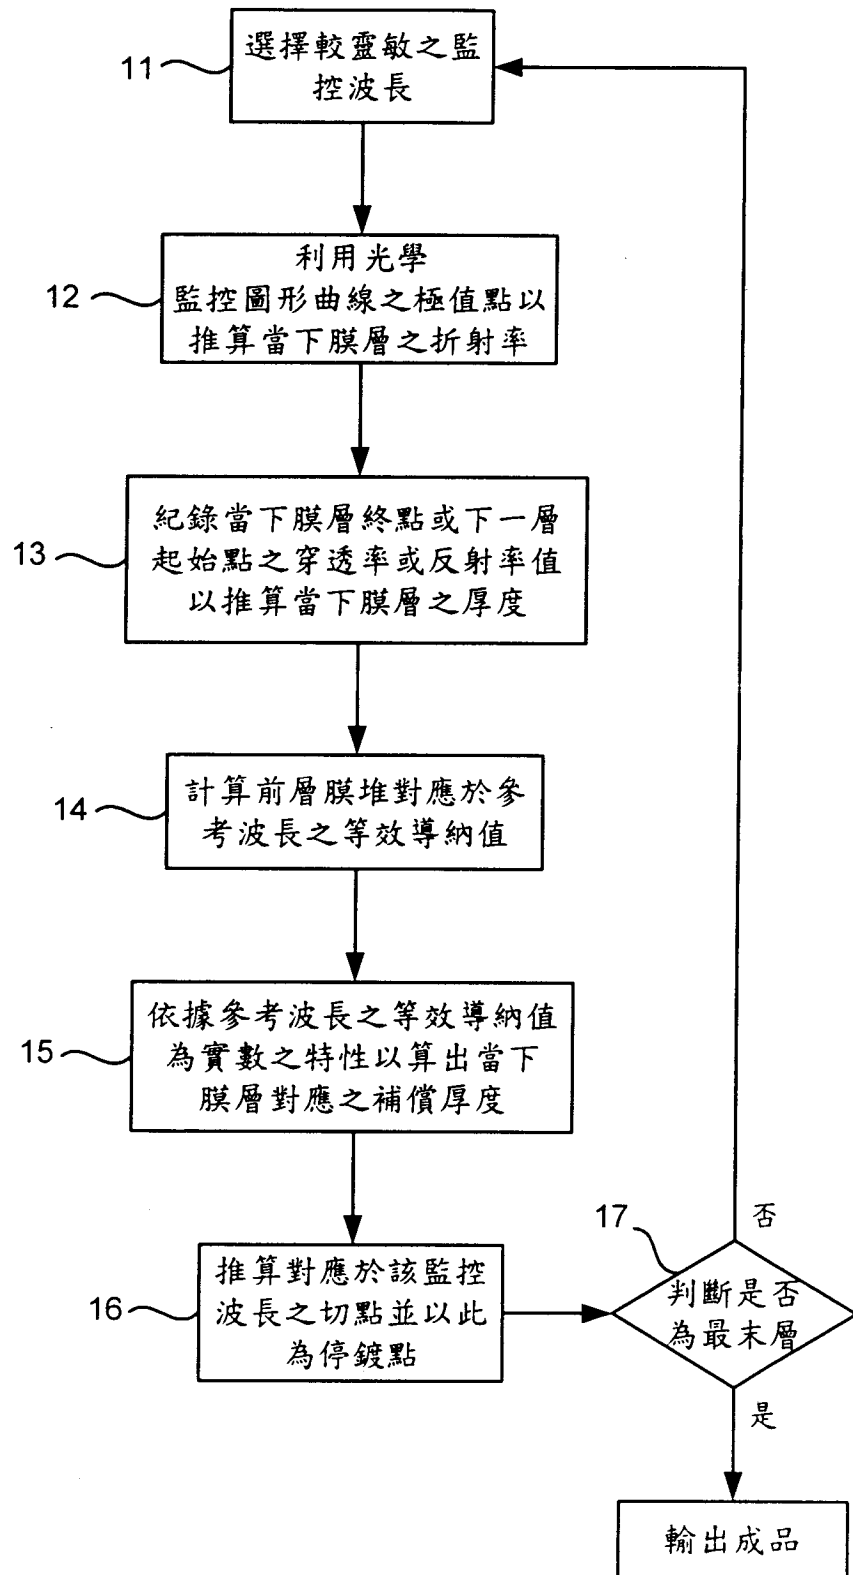 11
選擇較靈敏之監
控波長
12
利用光學
監控圖形曲線之極值點以
推算當下膜層之折射率
13
紀錄當下膜層終點或下一層
起始點之穿透率或反射率值
以推算當下膜層之厚度
14
計算前層膜堆對應於參
考波長之等效導納值
15
依據參考波長之等效導納值
為實數之特性以算出當下
膜層對應之補償厚度
16
推算對應於該監控
波長之切點並以此
為停鍍點
17
判斷是否
為最末層
否
是
輸出成品